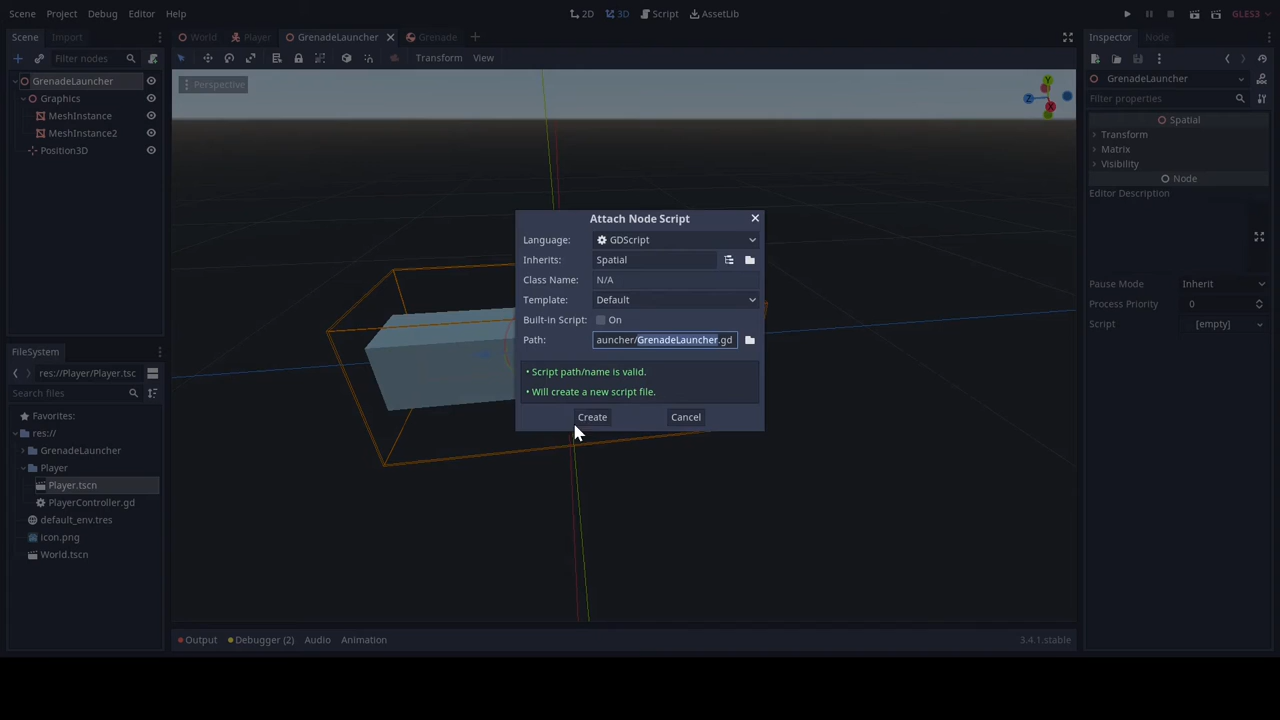 Scene Project Debug Editor Help
2D 3D Script AssetLib
GLES3
Scene Import
World Player GrenadeLauncher Grenade
Inspector Node
Filter nodes
Transform View
GrenadeLauncher
Graphics
MeshInstance
MeshInstance2
Position3D
Perspective
Y
Z
X
Attach Node Script
Language: GDScript
Inherits: Spatial
Class Name: N/A
Template: Default
Built-in Script: On
Path: auncher/GrenadeLauncher.gd
• Script path/name is valid.
• Will create a new script file.
Create Cancel
GrenadeLauncher
Filter properties
Spatial
Transform
Matrix
Visibility
Node
Editor Description
Pause Mode Inherit
Process Priority 0
Script [empty]
FileSystem
res://Player/Player.tsc
Search files
Favorites:
res://
GrenadeLauncher
Player
Player.tscn
PlayerController.gd
default_env.tres
icon.png
World.tscn
Output Debugger (2) Audio Animation
3.4.1.stable